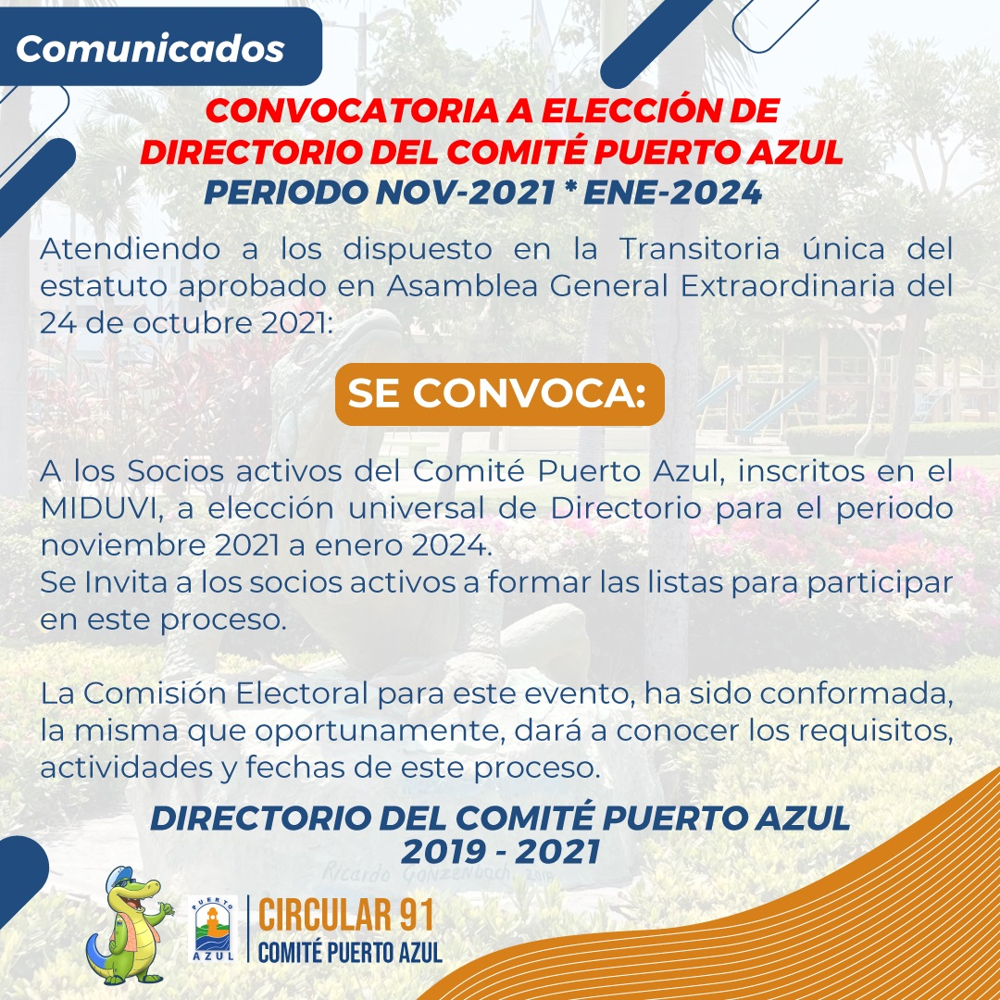 Comunicados
CONVOCATORIA A ELECCIÓN DE
DIRECTORIO DEL COMITÉ PUERTO AZUL
PERIODO NOV-2021 * ENE-2024
Atendiendo a los dispuesto en la Transitoria única del
estatuto aprobado en Asamblea General Extraordinaria del
24 de octubre 2021:
SE CONVOCA:
A los Socios activos del Comité Puerto Azul, inscritos en el
MIDUVI, a elección universal de Directorio para el periodo
noviembre 2021 a enero 2024.
Se Invita a los socios activos a formar las listas para participar
en este proceso.
La Comisión Electoral para este evento, ha sido conformada,
la misma que oportunamente, dará a conocer los requisitos,
actividades y fechas de este proceso.
DIRECTORIO DEL COMITÉ PUERTO AZUL
2019 - 2021
Ricardo
PUERTO
AZUL
CIRCULAR 91
COMITÉ PUERTO AZUL